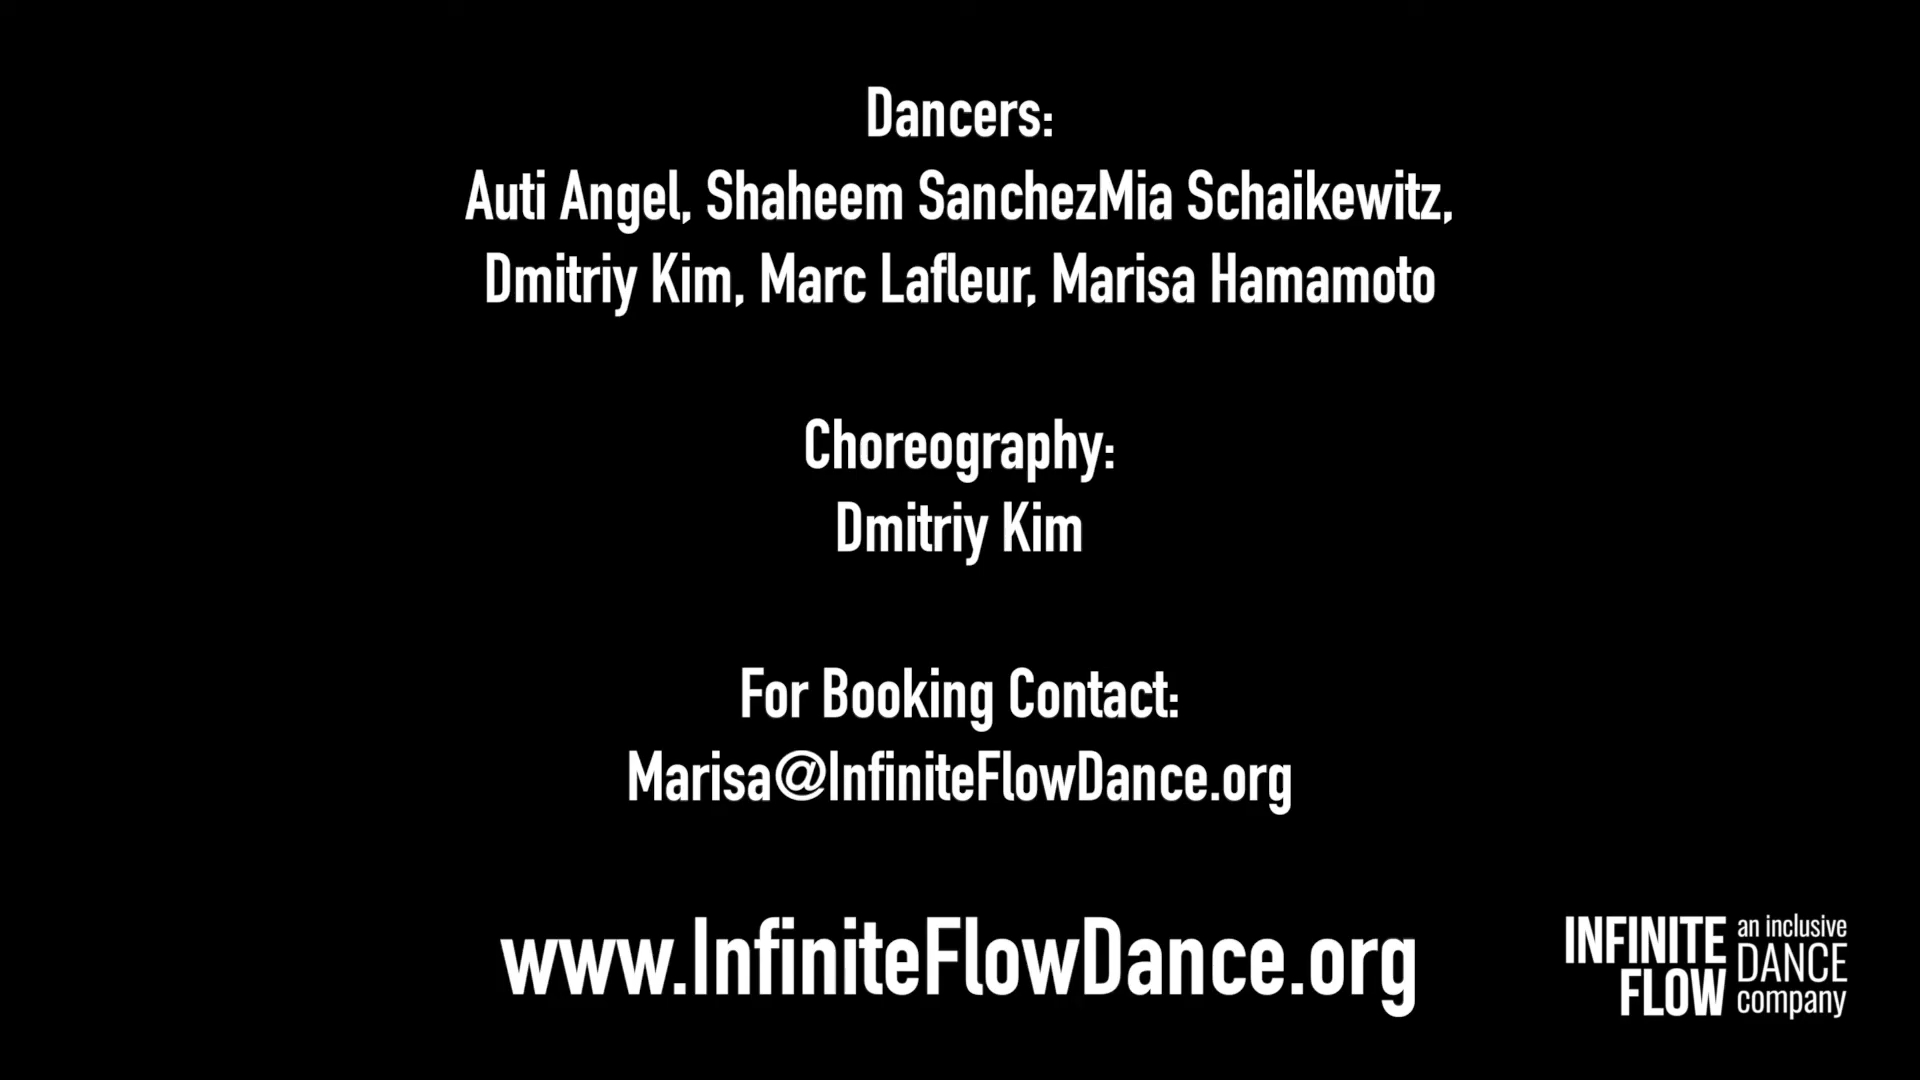 Dancers:
Auti Angel, Shaheem SanchezMia Schaikewitz,
Dmitriy Kim, Marc Lafleur, Marisa Hamamoto
Choreography:
Dmitriy Kim
For Booking Contact:
Marisa@InfiniteFlowDance.org
www.InfiniteFlowDance.org
INFINITE
FLOW
an inclusive
DANCE
company